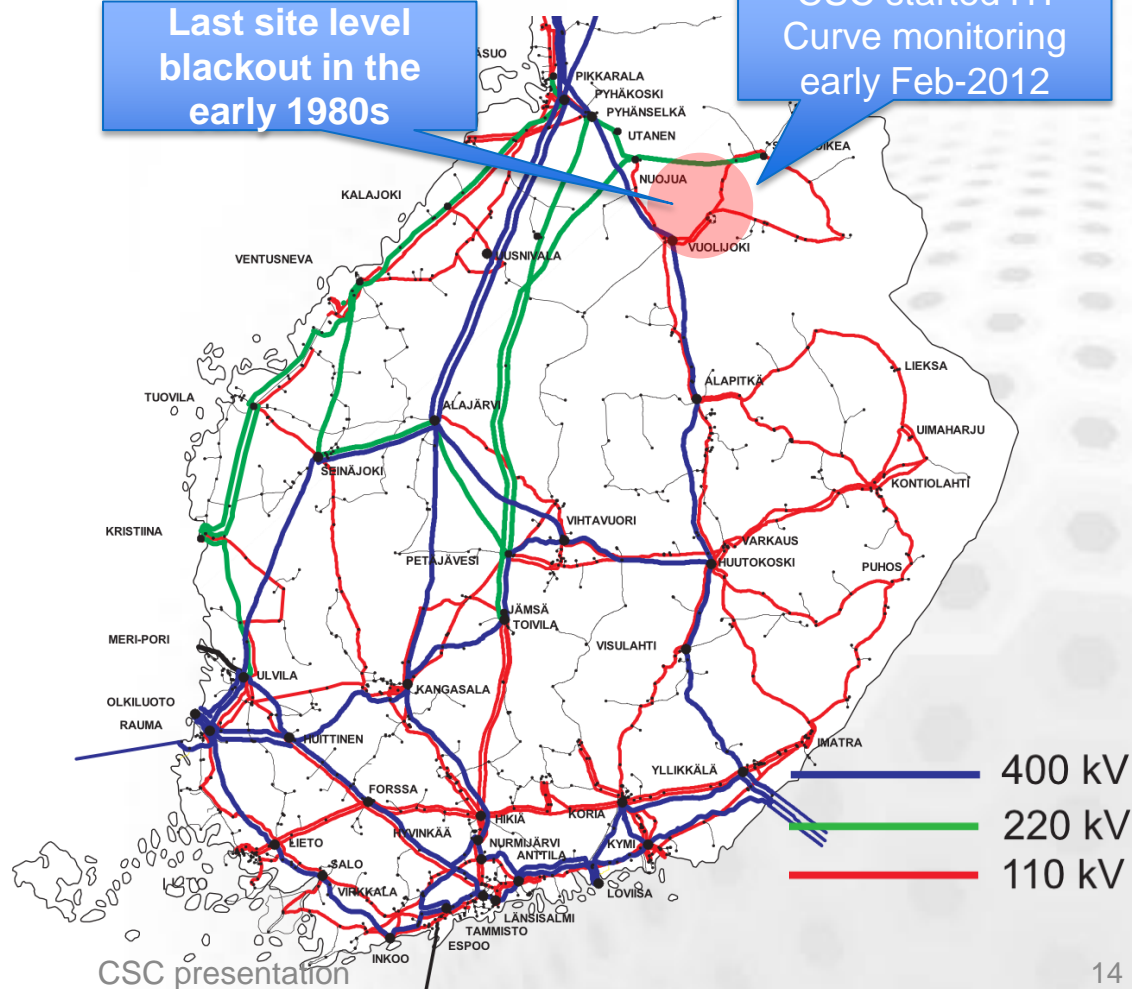 Last site level
blackout in the
early 1980s
Curve monitoring
early Feb-2012
PIKKARALA
PYHÄKOSKI
PYHÄNSELKÄ
UTANEN
NUOJUA
KALAJOKI
VUOLIJOKI
VENTUSNEVA
UUSNIVALA
LIEKSA
ALAPITKÄ
TUOVILA
ALAJÄRVI
UIMAHARJU
SEINÄJOKI
KONTIOLAHTI
KRISTIINA
VIHTAVUORI
VARKAUS
PETÄJÄVESI
HUUTOKOSKI
PUHOS
JÄMSÄ
TOIVILA
MERI-PORI
VISULAHTI
ULVILA
KANGASALA
OLKILUOTO
RAUMA
HUITTINEN
IMATRA
YLLIKKÄLÄ
400 kV
FORSSA
HIKIÄ
KORIA
220 kV
HYVINKÄÄ
NURMIJÄRVI
LIETO
ANTTILA
KYMI
SALO
110 kV
VIRKKALA
LOVIISA
LÄNSISALMI
TAMMISTO
ESPOO
INKOO
CSC presentation
14